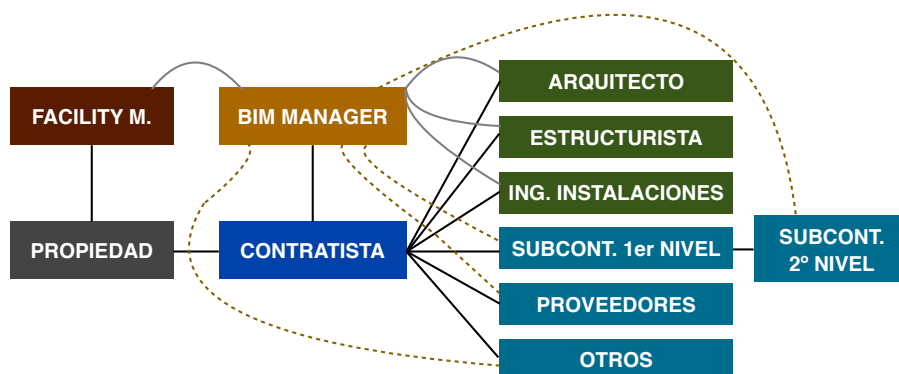 FACILITY M.
BIM MANAGER
PROPIEDAD
CONTRATISTA
ARQUITECTO
ESTRUCTURISTA
ING. INSTALACIONES
SUBCONT. 1er NIVEL
PROVEEDORES
OTROS
SUBCONT.
2º NIVEL